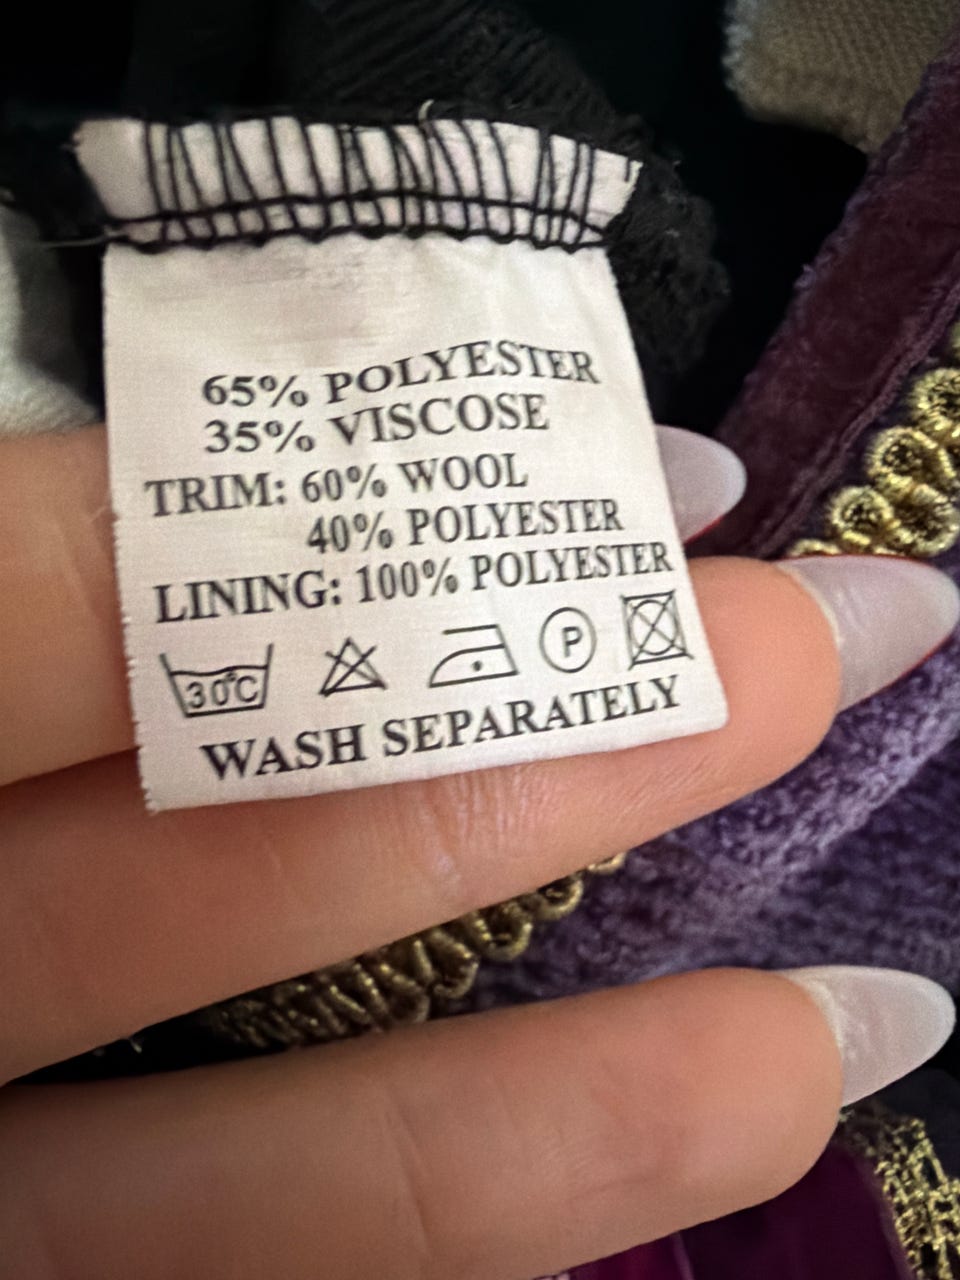 65% POLYESTER
35% VISCOSE
TRIM: 60% WOOL
40% POLYESTER
LINING: 100% POLYESTER
30°C P
WASH SEPARATELY